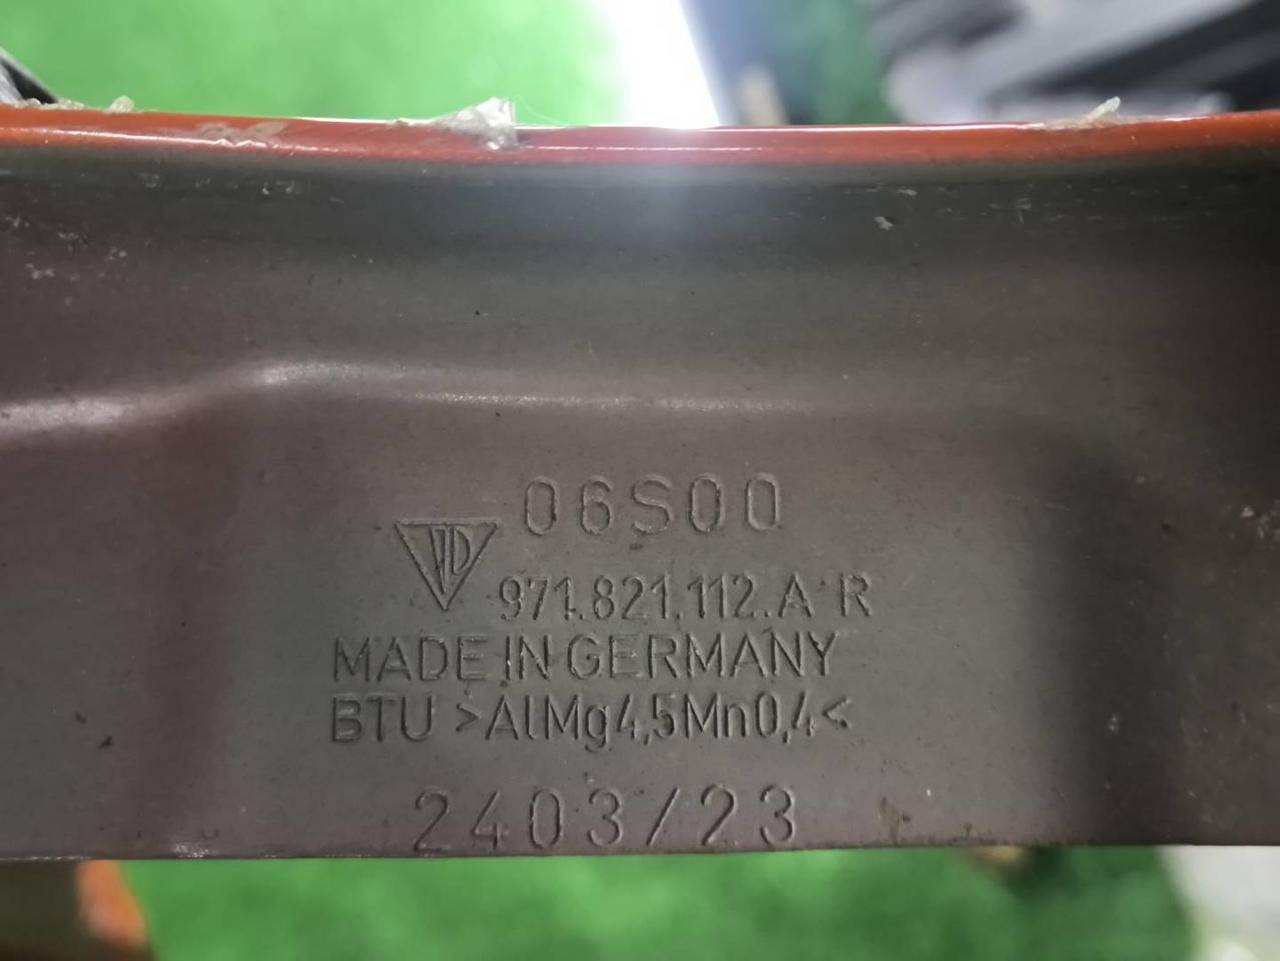 06S00
971.821.112.A R
MADE IN GERMANY
BTU >AlMg4,5Mn0,4<
2403/23